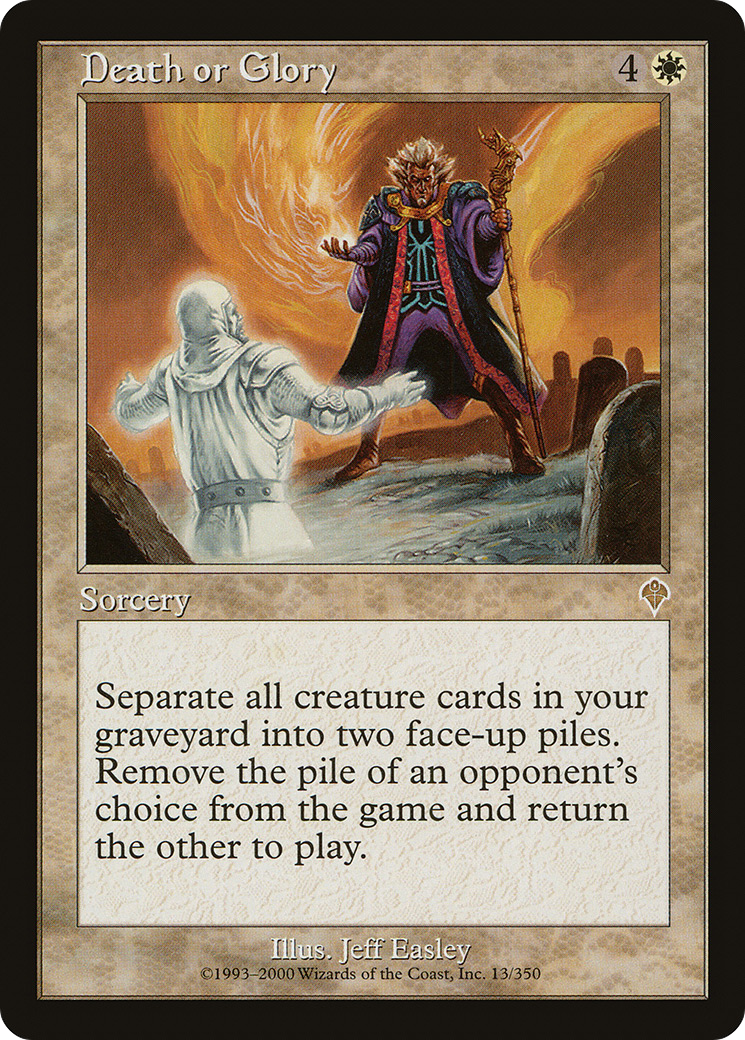 Death or Glory
4
Sorcery
Separate all creature cards in your
graveyard into two face-up piles.
Remove the pile of an opponent's
choice from the game and return
the other to play.
Illus. Jeff Easley
©1993–2000 Wizards of the Coast, Inc. 13/350